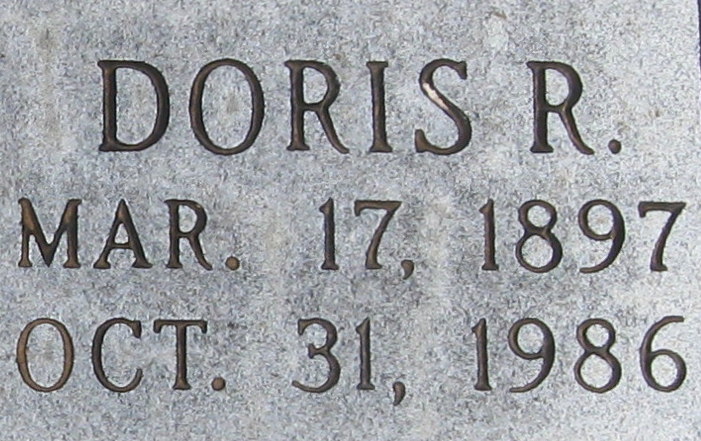 DORIS R.
MAR. 17, 1897
OCT. 31, 1986